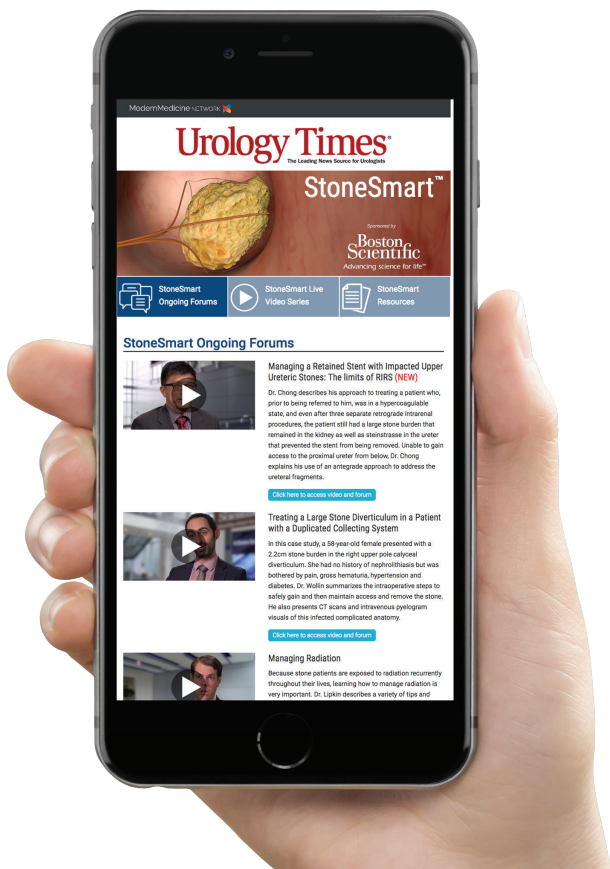 ModernMedicine NETWORK
Urology Times®
The Leading News Source for Urologists
StoneSmart™
Sponsored by
Boston
Scientific
Advancing science for life™
StoneSmart
Ongoing Forums
StoneSmart Live
Video Series
StoneSmart
Resources
StoneSmart Ongoing Forums
Managing a Retained Stent with Impacted Upper
Ureteric Stones: The limits of RIRS (NEW)
Dr. Chong describes his approach to treating a patient who,
prior to being referred to him, was in a hypercoagulable
state, and even after three separate retrograde intrarenal
procedures, the patient still had a large stone burden that
remained in the kidney as well as steinstrasse in the ureter
that prevented the stent from being removed. Unable to gain
access to the proximal ureter from below, Dr. Chong
explains his use of an antegrade approach to address the
ureteral fragments.
Click here to access video and forum
Treating a Large Stone Diverticulum in a Patient
with a Duplicated Collecting System
In this case study, a 58-year-old female presented with a
2.2cm stone burden in the right upper pole calyceal
diverticulum. She had no history of nephrolithiasis but was
bothered by pain, gross hematuria, hypertension and
diabetes. Dr. Wollin summarizes the intraoperative steps to
safely gain and then maintain access and remove the stone.
He also presents CT scans and intravenous pyelogram
visuals of this infected complicated anatomy.
Click here to access video and forum
Managing Radiation
Because stone patients are exposed to radiation recurrently
throughout their lives, learning how to manage radiation is
very important. Dr. Lipkin describes a variety of tips and